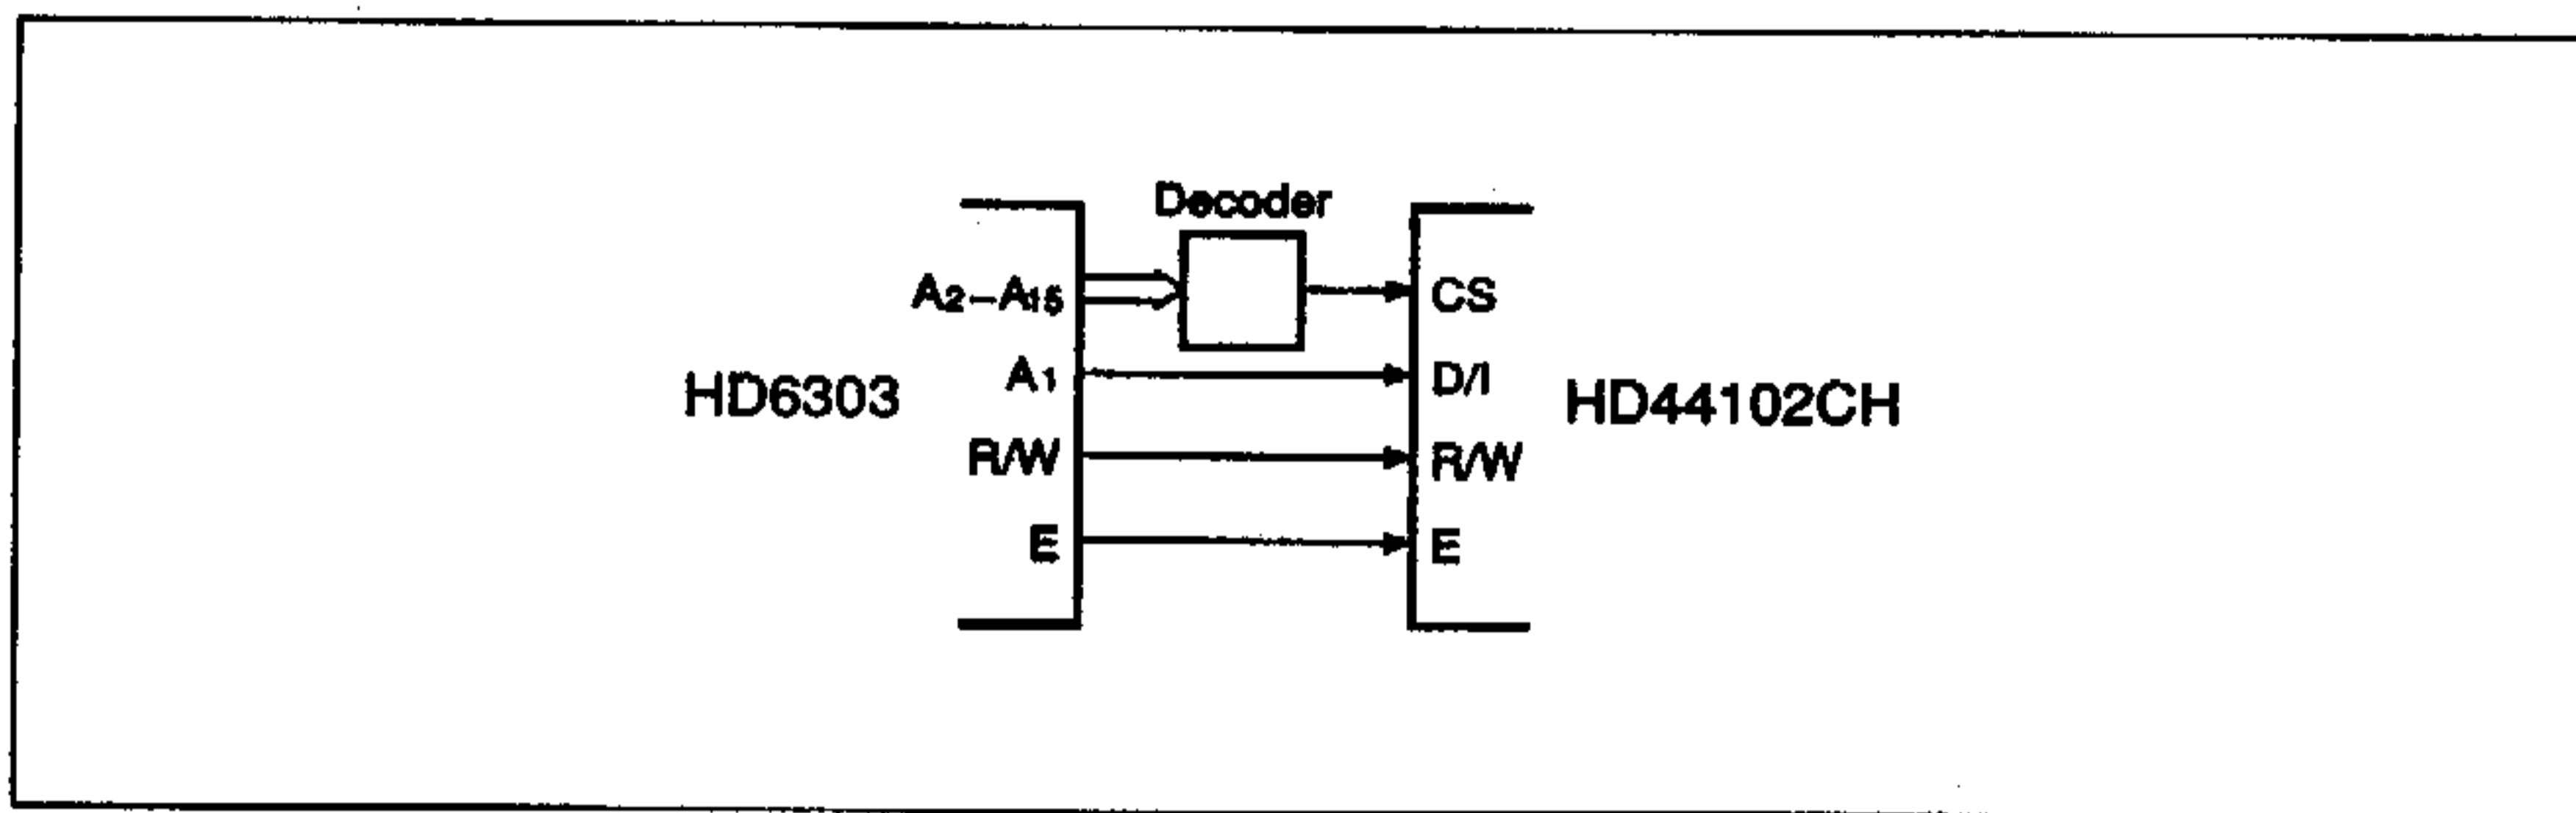 Decoder
A2–A15
CS
A1
D/I
HD6303
HD44102CH
R/W
R/W
E
E